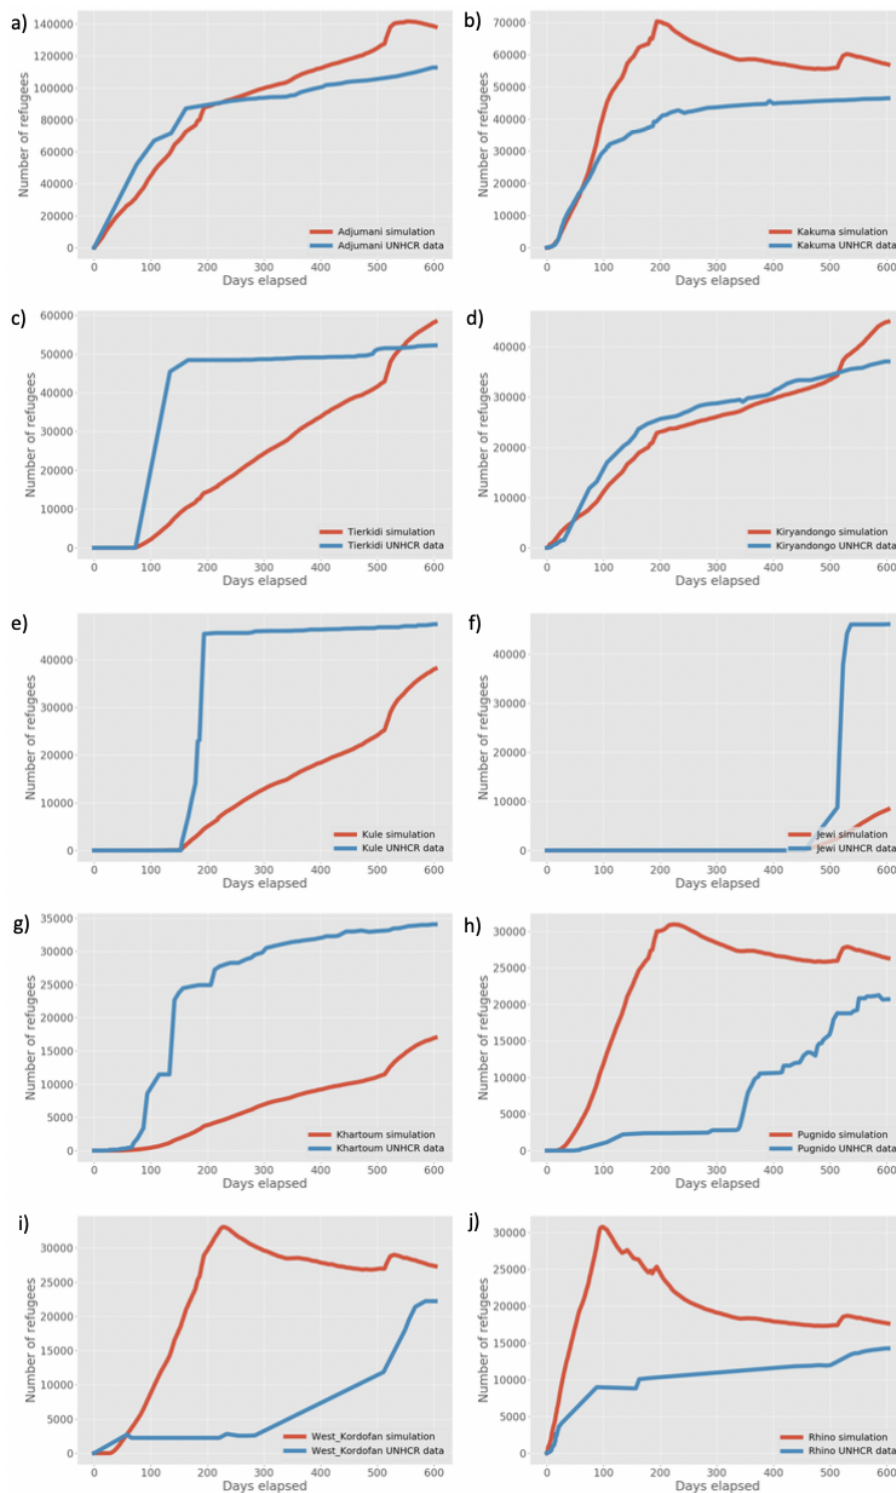 a)
140000
120000
100000
80000
60000
40000
20000
0
Number of refugees
Adjumani simulation
Adjumani UNHCR data
0 100 200 300 400 500 600
Days elapsed
b)
70000
60000
50000
40000
30000
20000
10000
0
Number of refugees
Kakuma simulation
Kakuma UNHCR data
0 100 200 300 400 500 600
Days elapsed
c)
60000
50000
40000
30000
20000
10000
0
Number of refugees
Tierkidi simulation
Tierkidi UNHCR data
0 100 200 300 400 500 600
Days elapsed
d)
40000
30000
20000
10000
0
Number of refugees
Kiryandongo simulation
Kiryandongo UNHCR data
0 100 200 300 400 500 600
Days elapsed
e)
40000
30000
20000
10000
0
Number of refugees
Kule simulation
Kule UNHCR data
0 100 200 300 400 500 600
Days elapsed
f)
40000
30000
20000
10000
0
Number of refugees
Jewi simulation
Jewi UNHCR data
0 100 200 300 400 500 600
Days elapsed
g)
35000
30000
25000
20000
15000
10000
5000
0
Number of refugees
Khartoum simulation
Khartoum UNHCR data
0 100 200 300 400 500 600
Days elapsed
h)
30000
25000
20000
15000
10000
5000
0
Number of refugees
Pugnido simulation
Pugnido UNHCR data
0 100 200 300 400 500 600
Days elapsed
i)
30000
25000
20000
15000
10000
5000
0
Number of refugees
West_Kordofan simulation
West_Kordofan UNHCR data
0 100 200 300 400 500 600
Days elapsed
j)
30000
25000
20000
15000
10000
5000
0
Number of refugees
Rhino simulation
Rhino UNHCR data
0 100 200 300 400 500 600
Days elapsed